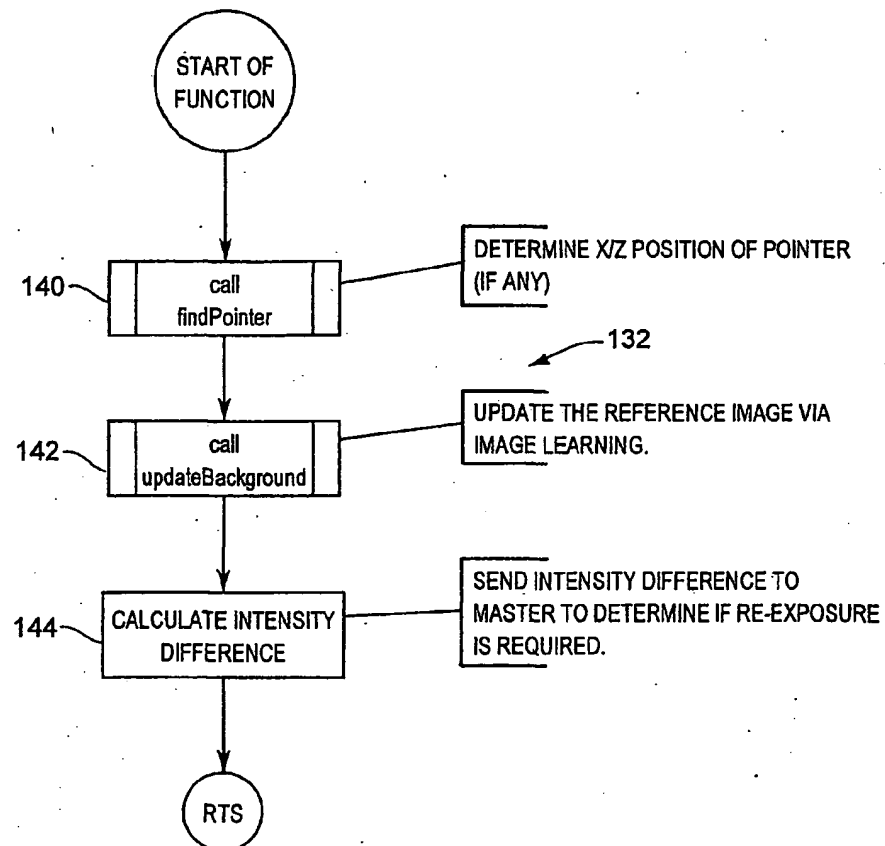 START OF
FUNCTION
140
call
findPointer
DETERMINE X/Z POSITION OF POINTER
(IF ANY)
132
142
call
updateBackground
UPDATE THE REFERENCE IMAGE VIA
IMAGE LEARNING.
144
CALCULATE INTENSITY
DIFFERENCE
SEND INTENSITY DIFFERENCE TO
MASTER TO DETERMINE IF RE-EXPOSURE
IS REQUIRED.
RTS